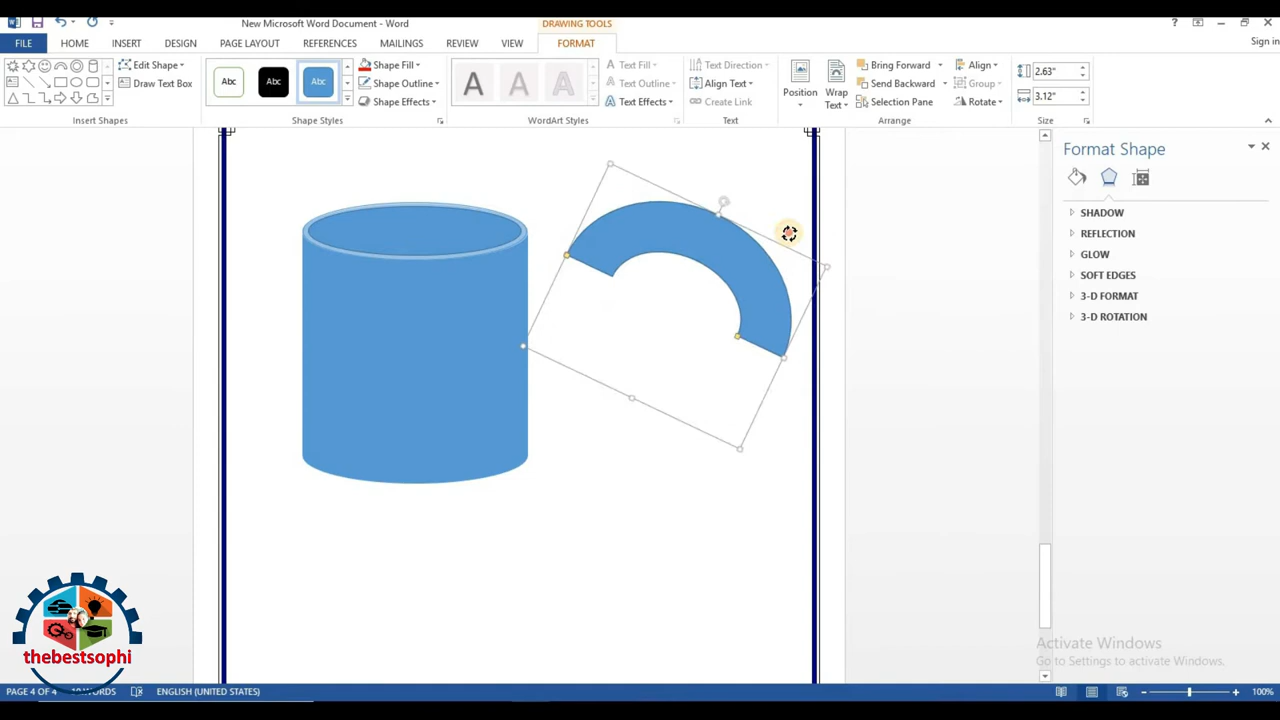 New Microsoft Word Document - Word
DRAWING TOOLS
FILE
HOME
INSERT
DESIGN
PAGE LAYOUT
REFERENCES
MAILINGS
REVIEW
VIEW
FORMAT
Sign in
Edit Shape
Draw Text Box
Insert Shapes
Abc
Abc
Abc
Shape Fill
Shape Outline
Shape Effects
Shape Styles
A
A
A
Text Fill
Text Outline
Text Effects
WordArt Styles
Text Direction
Align Text
Create Link
Text
Position
Wrap
Text
Bring Forward
Send Backward
Selection Pane
Align
Group
Rotate
Arrange
2.63"
3.12"
Size
Format Shape
SHADOW
REFLECTION
GLOW
SOFT EDGES
3-D FORMAT
3-D ROTATION
thebestsophi
Activate Windows
Go to Settings to activate Windows.
PAGE 4 OF 4
WORDS
ENGLISH (UNITED STATES)
100%